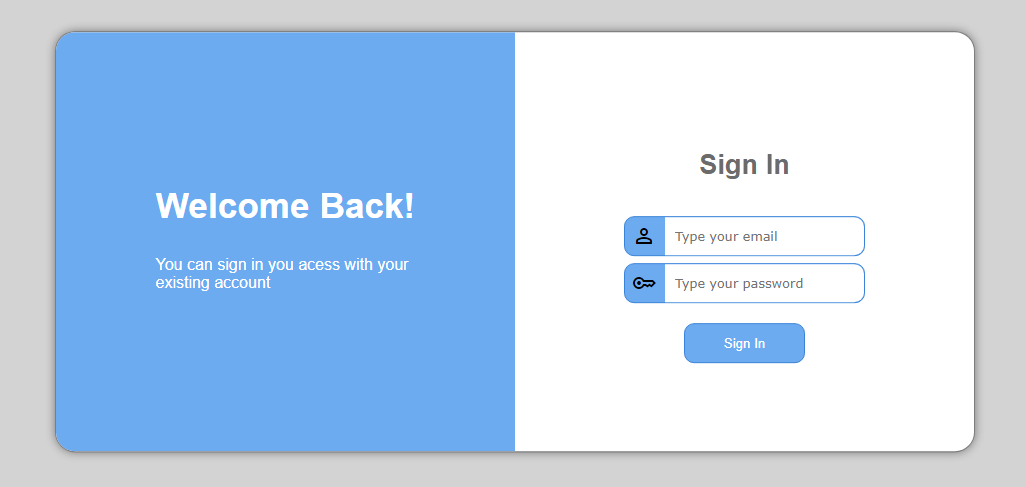 Welcome Back!
You can sign in you acess with your
existing account
Sign In
Type your email
Type your password
Sign In